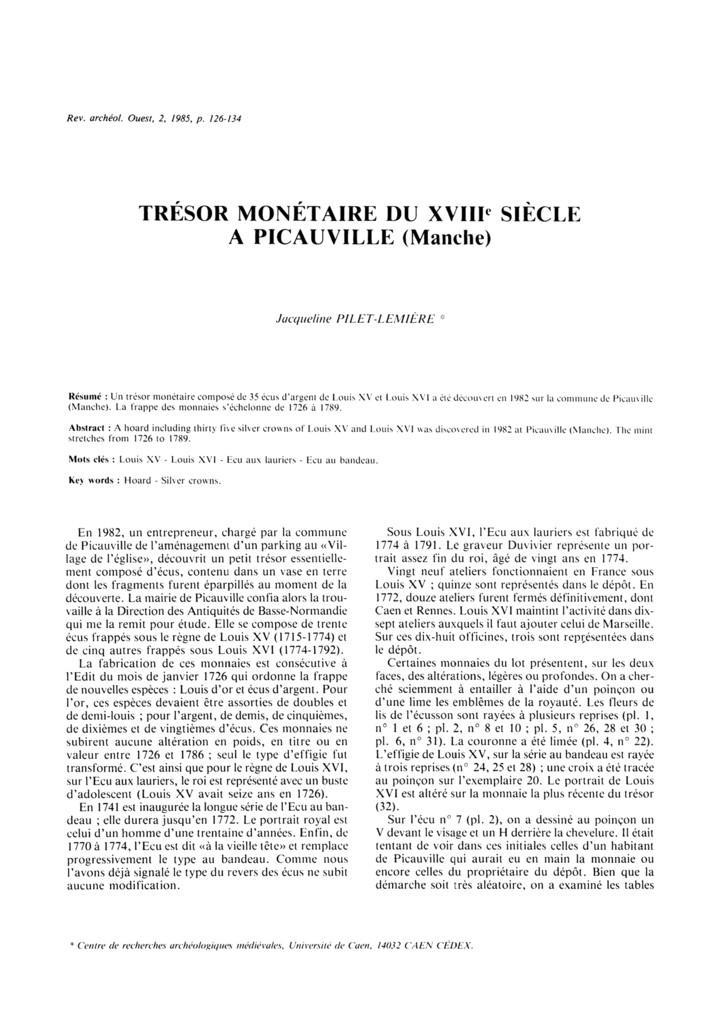 Rev. archéol. Ouest, 2, 1985, p. 126-134
TRÉSOR MONÉTAIRE DU XVIIIe SIÈCLE
A PICAUVILLE (Manche)
Jacqueline PILET-LEMIÈRE *
Résumé : Un trésor monétaire composé de 35 écus d'argent de Louis XV et Louis XVI a été découvert en 1982 sur la commune de Picauville
(Manche). La frappe des monnaies s'échelonne de 1726 à 1789.
Abstract : A hoard including thirty five silver crowns of Louis XV and Louis XVI was discovered in 1982 at Picauville (Manche). The mint
stretches from 1726 to 1789.
Mots clés : Louis XV - Louis XVI - Ecu aux lauriers - Ecu au bandeau.
Key words : Hoard - Silver crowns.
En 1982, un entrepreneur, chargé par la commune
de Picauville de l'aménagement d'un parking au «Vil-
lage de l'église», découvrit un petit trésor essentielle-
ment composé d'écus, contenu dans un vase en terre
dont les fragments furent éparpillés au moment de la
découverte. La mairie de Picauville confia alors la trou-
vaille à la Direction des Antiquités de Basse-Normandie
qui me la remit pour étude. Elle se compose de trente
écus frappés sous le règne de Louis XV (1715-1774) et
de cinq autres frappés sous Louis XVI (1774-1792).
La fabrication de ces monnaies est consécutive à
l'Edit du mois de janvier 1726 qui ordonne la frappe
de nouvelles espèces : Louis d'or et écus d'argent. Pour
l'or, ces espèces devaient être assorties de doubles et
de demi-louis ; pour l'argent, de demis, de cinquièmes,
de dixièmes et de vingtièmes d'écus. Ces monnaies ne
subirent aucune altération en poids, en titre ou en
valeur entre 1726 et 1786 ; seul le type d'effigie fut
transformé. C'est ainsi que pour le règne de Louis XVI,
sur l'Ecu aux lauriers, le roi est représenté avec un buste
d'adolescent (Louis XV avait seize ans en 1726).
En 1741 est inaugurée la longue série de l'Ecu au ban-
deau ; elle durera jusqu'en 1772. Le portrait royal est
celui d'un homme d'une trentaine d'années. Enfin, de
1770 à 1774, l'Ecu est dit «à la vieille tête» et remplace
progressivement le type au bandeau. Comme nous
l'avons déjà signalé le type du revers des écus ne subit
aucune modification.
Sous Louis XVI, l'Ecu aux lauriers est fabriqué de
1774 à 1791. Le graveur Duvivier représente un por-
trait assez fin du roi, âgé de vingt ans en 1774.
Vingt neuf ateliers fonctionnaient en France sous
Louis XV ; quinze sont représentés dans le dépôt. En
1772, douze ateliers furent fermés définitivement, dont
Caen et Rennes. Louis XVI maintint l'activité dans dix-
sept ateliers auxquels il faut ajouter celui de Marseille.
Sur ces dix-huit officines, trois sont représentées dans
le dépôt.
Certaines monnaies du lot présentent, sur les deux
faces, des altérations, légères ou profondes. On a cher-
ché sciemment à entailler à l'aide d'un poinçon ou
d'une lime les emblêmes de la royauté. Les fleurs de
lis de l'écusson sont rayées à plusieurs reprises (pl. 1,
n° 1 et 6 ; pl. 2, n° 8 et 10 ; pl. 5, n° 26, 28 et 30 ;
pl. 6, n° 31). La couronne a été limée (pl. 4, n° 22).
L'effigie de Louis XV, sur la série au bandeau est rayée
à trois reprises (n° 24, 25 et 28) ; une croix a été tracée
au poinçon sur l'exemplaire 20. Le portrait de Louis
XVI est altéré sur la monnaie la plus récente du trésor
(32).
Sur l'écu n° 7 (pl. 2), on a dessiné au poinçon un
V devant le visage et un H derrière la chevelure. Il était
tentant de voir dans ces initiales celles d'un habitant
de Picauville qui aurait eu en main la monnaie ou
encore celles du propriétaire du dépôt. Bien que la
démarche soit très aléatoire, on a examiné les tables
* Centre de recherches archéologiques médiévales, Université de Caen, 14032 CAEN CÉDEX.